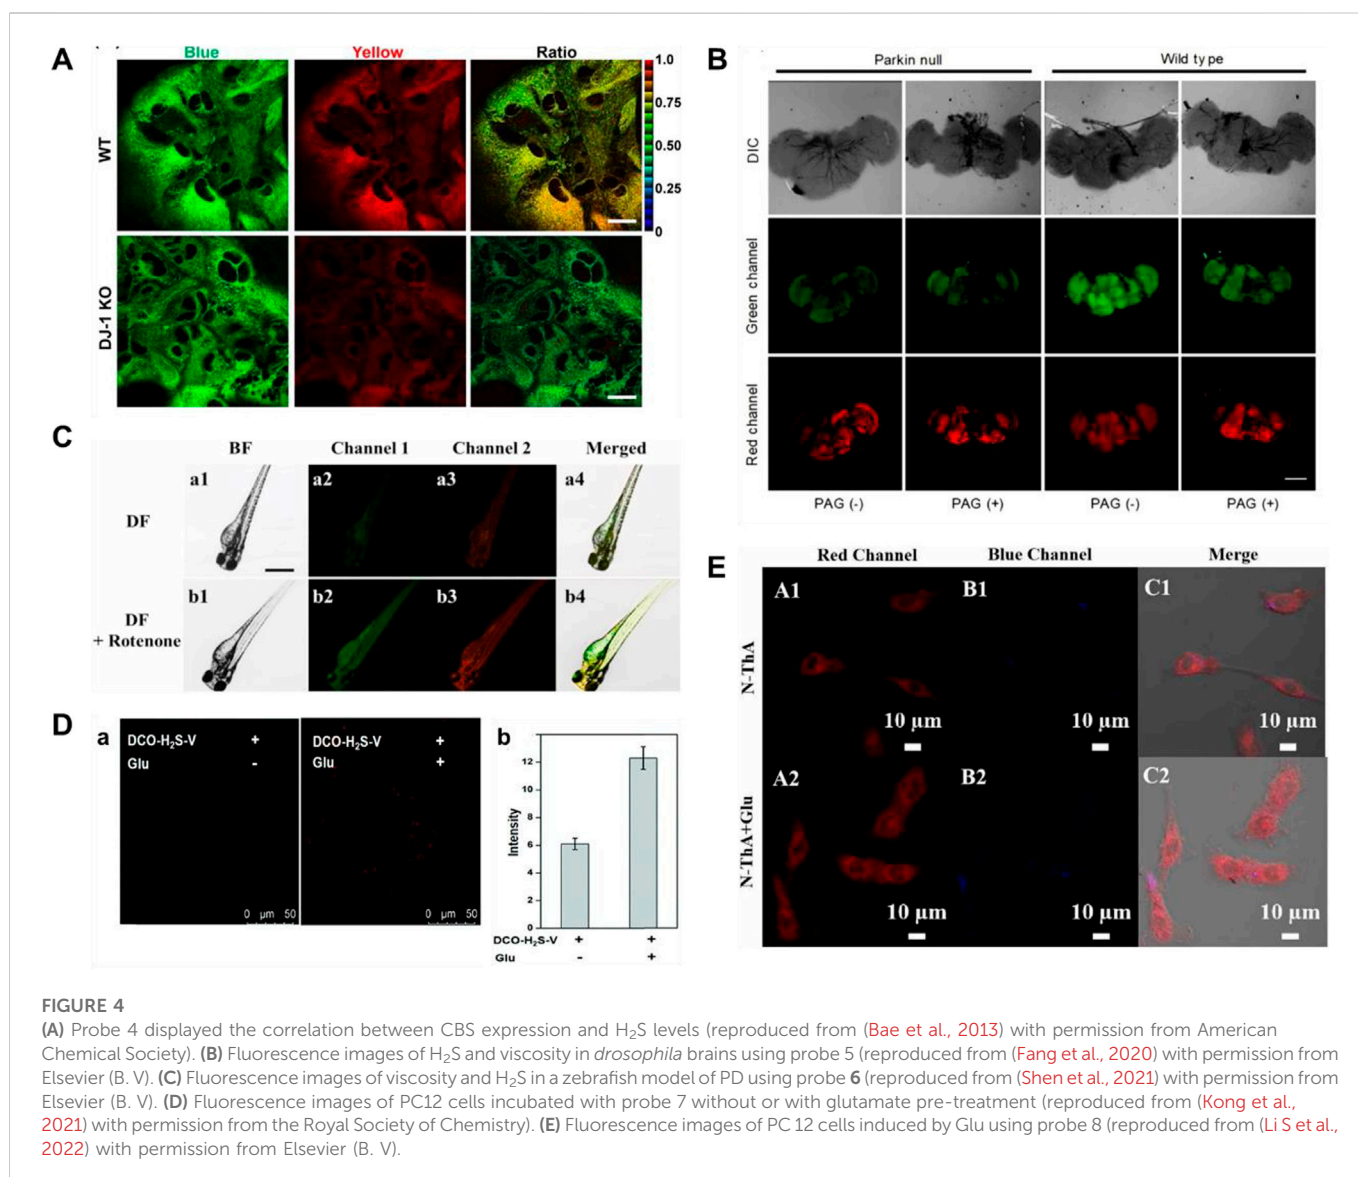 A
Blue Yellow Ratio
WT
DJ-1 KO
1.0
0.75
0.50
0.25
0
B
Parkin null Wild type
DIC
Green channel
Red channel
PAG (-) PAG (+) PAG (-) PAG (+)
C
BF Channel 1 Channel 2 Merged
DF
a1 a2 a3 a4
DF
+ Rotenone
b1 b2 b3 b4
D
a
DCO-H₂S-V +
Glu -
0 µm 50
DCO-H₂S-V +
Glu +
0 µm 50
b
Intensity
12
10
8
6
4
2
0
DCO-H₂S-V + +
Glu - +
E
Red Channel Blue Channel Merge
N-ThA
A1 B1 C1
10 µm 10 µm 10 µm
N-ThA+Glu
A2 B2 C2
10 µm 10 µm 10 µm
FIGURE 4
(A) Probe 4 displayed the correlation between CBS expression and H₂S levels (reproduced from (Bae et al., 2013) with permission from American
Chemical Society). (B) Fluorescence images of H₂S and viscosity in drosophila brains using probe 5 (reproduced from (Fang et al., 2020) with permission from
Elsevier (B. V). (C) Fluorescence images of viscosity and H₂S in a zebrafish model of PD using probe 6 (reproduced from (Shen et al., 2021) with permission from
Elsevier (B. V). (D) Fluorescence images of PC12 cells incubated with probe 7 without or with glutamate pre-treatment (reproduced from (Kong et al.,
2021) with permission from the Royal Society of Chemistry). (E) Fluorescence images of PC 12 cells induced by Glu using probe 8 (reproduced from (Li S et al.,
2022) with permission from Elsevier (B. V).